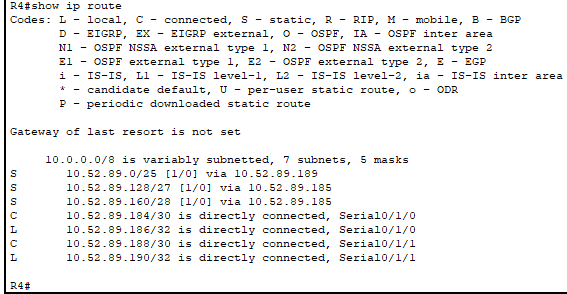 R4#show ip route
Codes: L - local, C - connected, S - static, R - RIP, M - mobile, B - BGP
D - EIGRP, EX - EIGRP external, O - OSPF, IA - OSPF inter area
N1 - OSPF NSSA external type 1, N2 - OSPF NSSA external type 2
E1 - OSPF external type 1, E2 - OSPF external type 2, E - EGP
i - IS-IS, L1 - IS-IS level-1, L2 - IS-IS level-2, ia - IS-IS inter area
* - candidate default, U - per-user static route, o - ODR
P - periodic downloaded static route
Gateway of last resort is not set
10.0.0.0/8 is variably subnetted, 7 subnets, 5 masks
S 10.52.89.0/25 [1/0] via 10.52.89.189
S 10.52.89.128/27 [1/0] via 10.52.89.185
S 10.52.89.160/28 [1/0] via 10.52.89.185
C 10.52.89.184/30 is directly connected, Serial0/1/0
L 10.52.89.186/32 is directly connected, Serial0/1/0
C 10.52.89.188/30 is directly connected, Serial0/1/1
L 10.52.89.190/32 is directly connected, Serial0/1/1
R4#